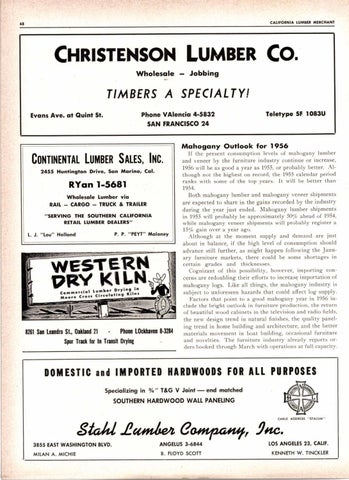 68
CALIFORNIA LUMBER MERCHANT
CHRISTENSON LUMBER CO.
Wholesale — Jobbing
TIMBERS A SPECIALTY!
Evans Ave. at Quint St.
Phone VAlencia 4-5832
Teletype SF 1083U
SAN FRANCISCO 24
CONTINENTAL LUMBER SALES, INC.
2455 Huntington Drive, San Marino, Cal.
RYan 1-5681
Wholesale Lumber via
RAIL - CARGO - TRUCK & TRAILER
"SERVING THE SOUTHERN CALIFORNIA
RETAIL LUMBER DEALERS"
L. J. "Lou" Holland
P. P. "PEYT" Maloney
WESTERN
DRY KILN
Commercial Lumber Drying in
Moore Cross Circulating Kilns
8201 San Leandro St., Oakland 21 - Phone LOckhaven 8-3284
Spur Track for In Transit Drying
Mahogany Outlook for 1956
If the present consumption levels of mahogany lumber
and veneer by the furniture industry continue or increase,
1956 will be as good a year as 1955, or probably better. Al-
though not the highest on record, the 1955 calendar period
ranks with some of the top years. It will be better than
1954.
Both mahogany lumber and mahogany veneer shipments
are expected to share in the gains recorded by the industry
during the year just ended. Mahogany lumber shipments
in 1955 will be probably approximately 30% ahead of 1954,
while mahogany veneer shipments will probably register a
15% gain over a year ago.
Although at the moment supply and demand are just
about in balance, if the high level of consumption should
advance still further, as might happen following the Janu-
ary furniture markets, there could be some shortages in
certain grades and thicknesses.
Cognizant of this possibility, however, importing con-
cerns are redoubling their efforts to increase importation of
mahogany logs. Like all things, the mahogany industry is
subject to unforeseen hazards that could affect log supply.
Factors that point to a good mahogany year in 1956 in-
clude the bright outlook in furniture production, the return
of beautiful wood cabinets in the television and radio fields,
the new design trend in natural finishes, the quality panel-
ing trend in home building and architecture, and the better
materials movement in boat building, occasional furniture
and novelties. The furniture industry already reports or-
ders booked through March with operations at full capacity.
DOMESTIC and IMPORTED HARDWOODS FOR ALL PURPOSES
Specializing in ¾" T&G V Joint — end matched
SOUTHERN HARDWOOD WALL PANELING
CABLE ADDRESS "STALCIM"
Stahl Lumber Company, Inc.
3855 EAST WASHINGTON BLVD.
ANGELUS 3-6844
LOS ANGELES 23, CALIF.
MILAN A. MICHIE
B. FLOYD SCOTT
KENNETH W. TINCKLER